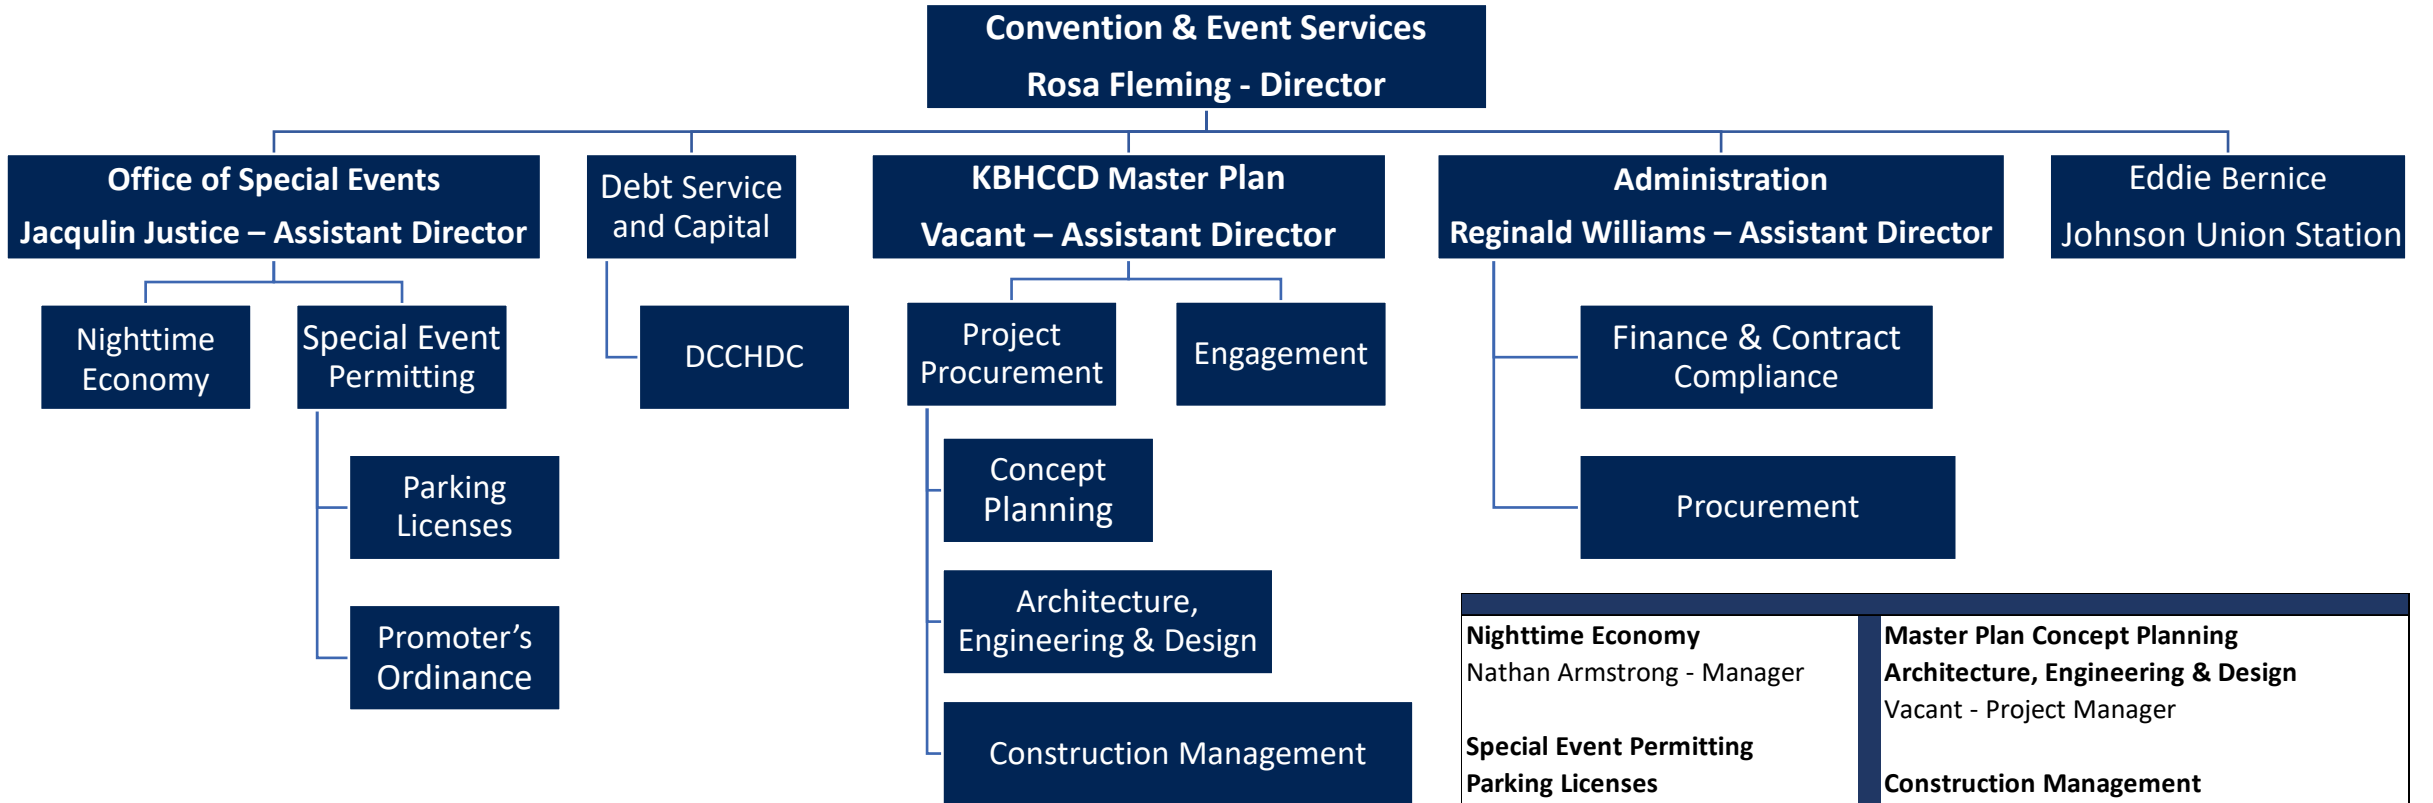 Convention & Event Services
Rosa Fleming - Director
Office of Special Events
Jacqulin Justice – Assistant Director
Debt Service
and Capital
KBHCCD Master Plan
Vacant – Assistant Director
Administration
Reginald Williams – Assistant Director
Eddie Bernice
Johnson Union Station
Nighttime
Economy
Special Event
Permitting
DCCHDC
Project
Procurement
Engagement
Finance & Contract
Compliance
Parking
Licenses
Concept
Planning
Procurement
Promoter’s
Ordinance
Architecture,
Engineering & Design
Construction Management
Nighttime Economy
Nathan Armstrong - Manager
Special Event Permitting
Parking Licenses
Master Plan Concept Planning
Architecture, Engineering & Design
Vacant - Project Manager
Construction Management